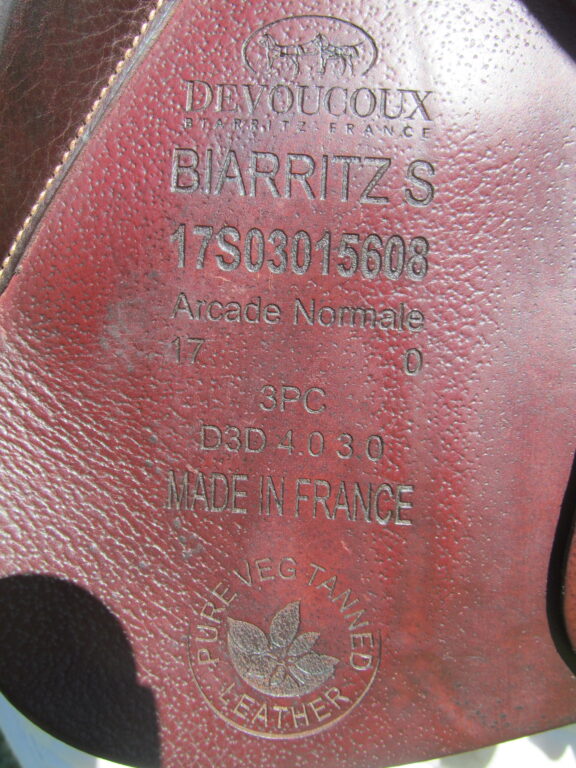 DEVOUCOUX
BIARRITZ FRANCE
BIARRITZ S
17S03015608
Arcade Normale
17 0
3PC
D3D 4.0 3.0
MADE IN FRANCE
PURE VEG TANNED
LEATHER